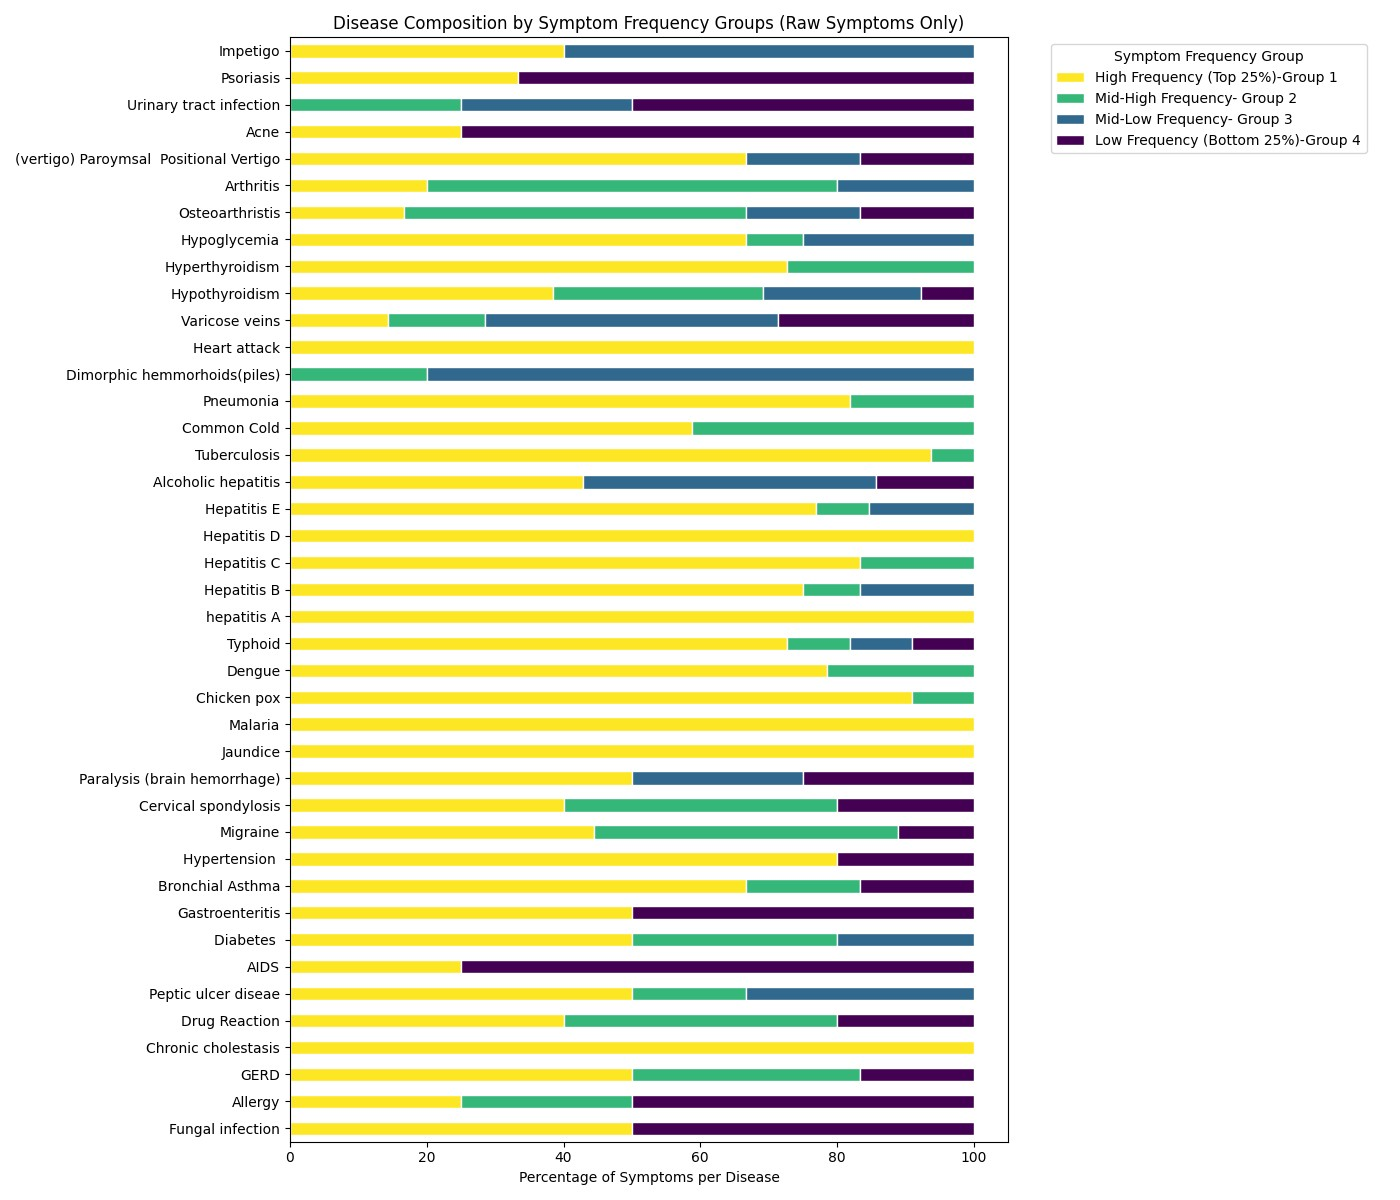 Disease Composition by Symptom Frequency Groups (Raw Symptoms Only)
Symptom Frequency Group
High Frequency (Top 25%)-Group 1
Mid-High Frequency- Group 2
Mid-Low Frequency- Group 3
Low Frequency (Bottom 25%)-Group 4
Impetigo
Psoriasis
Urinary tract infection
Acne
(vertigo) Paroymsal  Positional Vertigo
Arthritis
Osteoarthristis
Hypoglycemia
Hyperthyroidism
Hypothyroidism
Varicose veins
Heart attack
Dimorphic hemmorhoids(piles)
Pneumonia
Common Cold
Tuberculosis
Alcoholic hepatitis
Hepatitis E
Hepatitis D
Hepatitis C
Hepatitis B
hepatitis A
Typhoid
Dengue
Chicken pox
Malaria
Jaundice
Paralysis (brain hemorrhage)
Cervical spondylosis
Migraine
Hypertension
Bronchial Asthma
Gastroenteritis
Diabetes
AIDS
Peptic ulcer diseae
Drug Reaction
Chronic cholestasis
GERD
Allergy
Fungal infection
0 20 40 60 80 100
Percentage of Symptoms per Disease